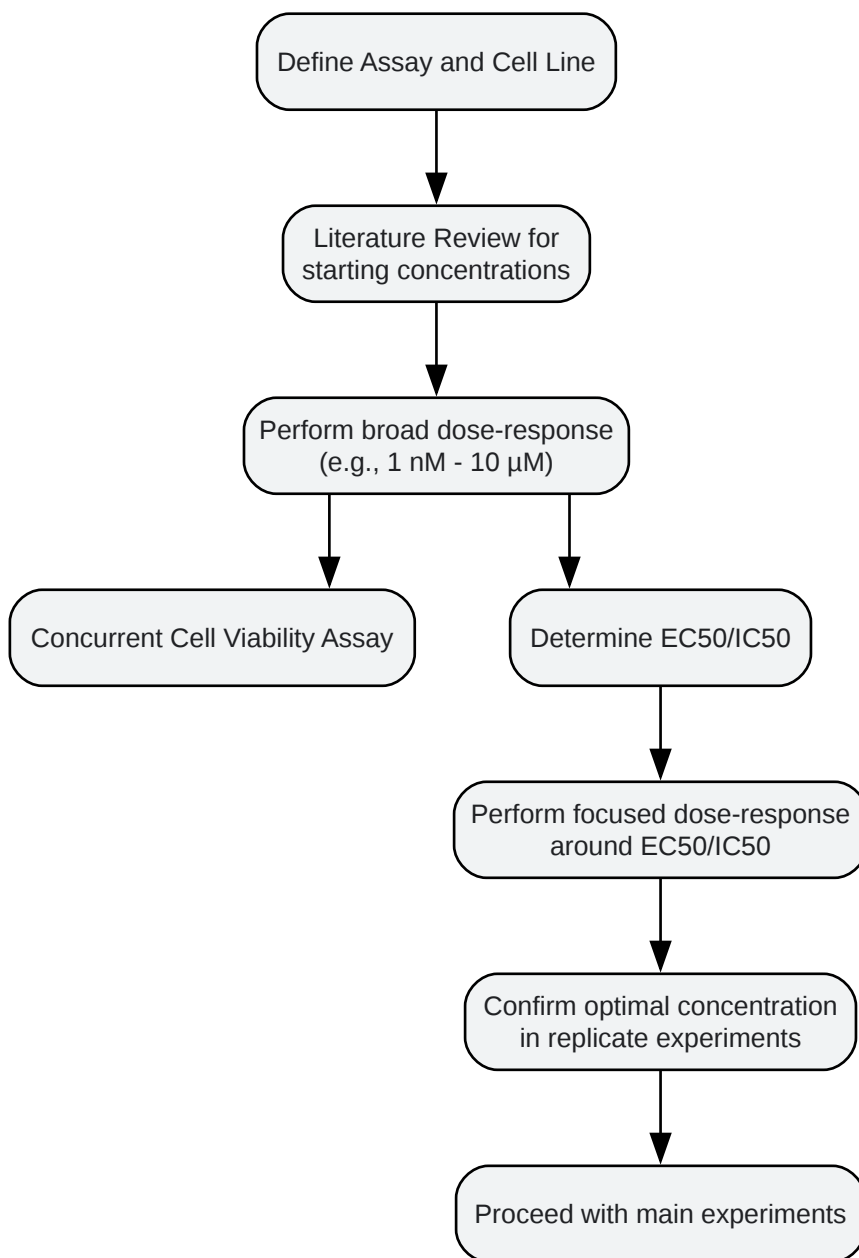 Define Assay and Cell Line
Literature Review for
starting concentrations
Perform broad dose-response
(e.g., 1 nM - 10 µM)
Concurrent Cell Viability Assay
Determine EC50/IC50
Perform focused dose-response
around EC50/IC50
Confirm optimal concentration
in replicate experiments
Proceed with main experiments